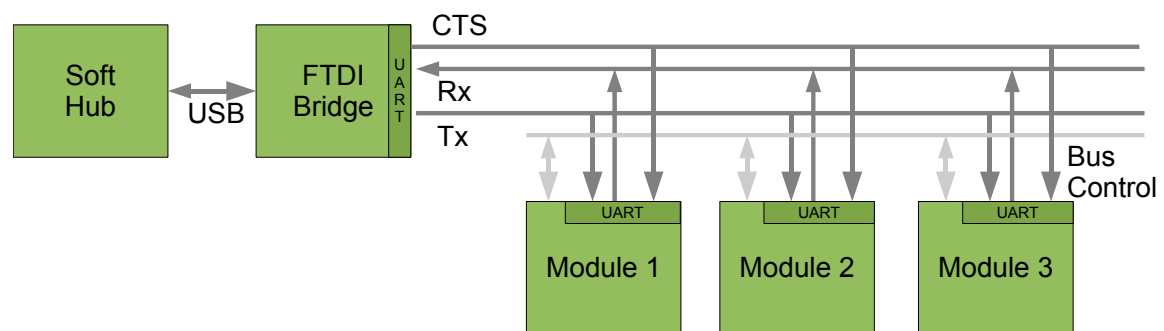 CTS
Soft
Hub
USB
FTDI
Bridge
UART
Rx
Tx
Bus
Control
UART
Module 1
UART
Module 2
UART
Module 3